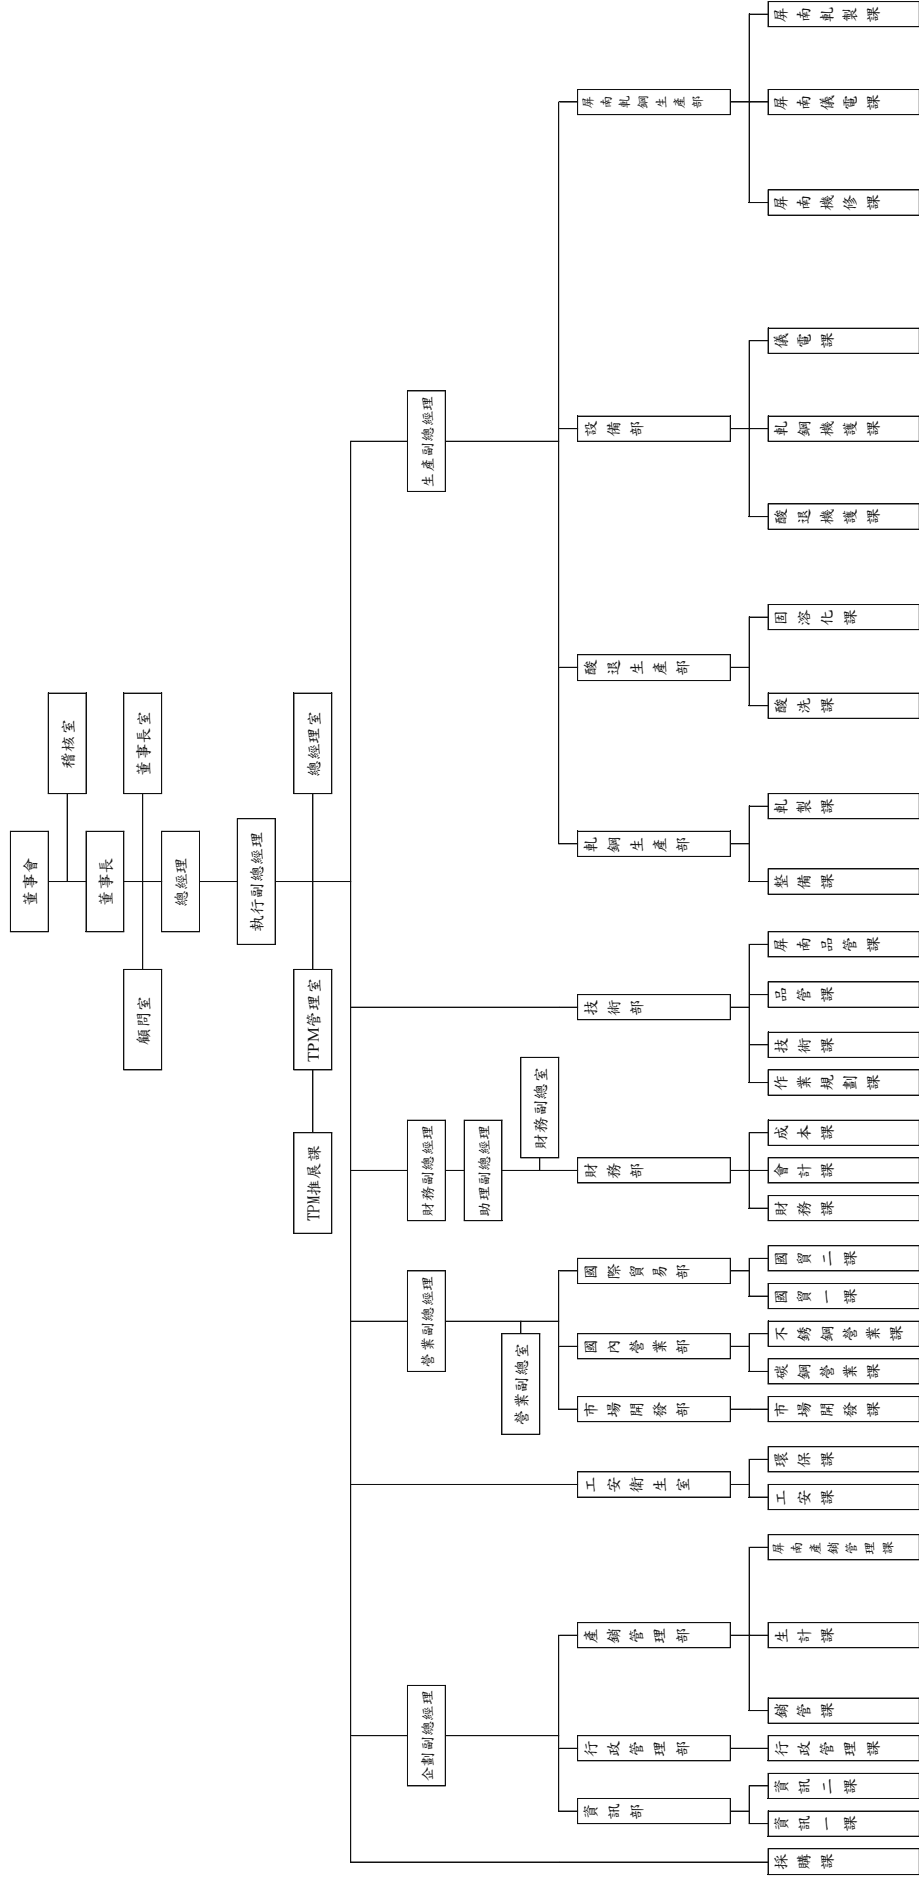 董事會
稽核室
董事長
董事長室
顧問室
總經理
執行副總經理
總經理室
TPM管理室
TPM推展課
企劃副總經理
營業副總經理
財務副總經理
生產副總經理
助理副總經理
營業副總室
財務副總室
資訊部
行政管理部
產銷管理部
工安衛生室
市場開發部
國內營業部
國際貿易部
財務部
技術部
軋鋼生產部
酸退生產部
設備部
屏南軋鋼生產部
採購課
資訊一課
資訊二課
行政管理課
銷管課
生計課
屏南產銷管理課
工安課
環保課
市場開發課
碳鋼營業課
不銹鋼營業課
國貿一課
國貿二課
財務課
會計課
成本課
作業規劃課
技術課
品管課
屏南品管課
整備課
軋製課
酸洗課
固溶化課
酸退機護課
軋鋼機護課
儀電課
屏南機修課
屏南儀電課
屏南軋製課